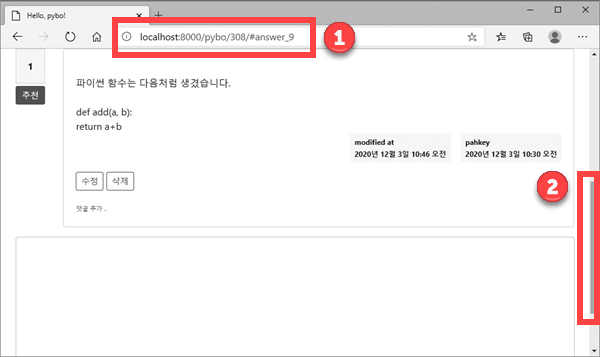 Hello, pybo!
localhost:8000/pybo/308/#answer_9
1
1
추천
파이썬 함수는 다음처럼 생겼습니다.
def add(a, b):
return a+b
modified at
2020년 12월 3일 10:46 오전
pahkey
2020년 12월 3일 10:30 오전
수정
삭제
2
댓글 추가 ..